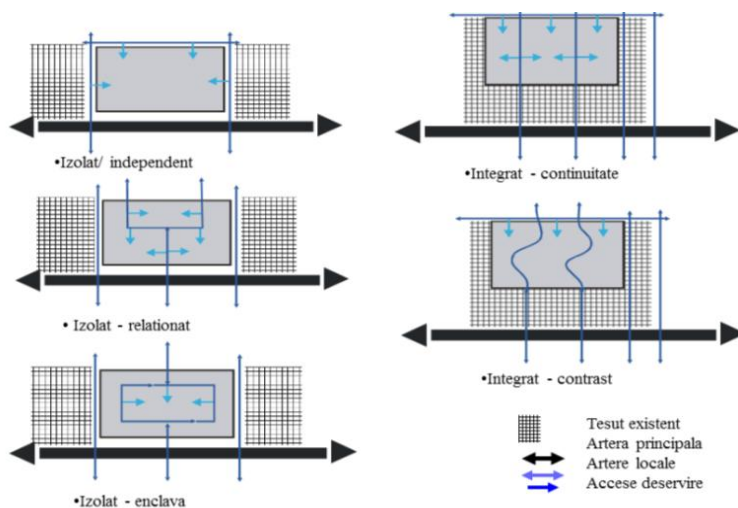 •Izolat/ independent
• Izolat - relationat
•Izolat - enclava
•Integrat - continuitate
•Integrat - contrast
Tesut existent
Artera principala
Artere locale
Accese deservire